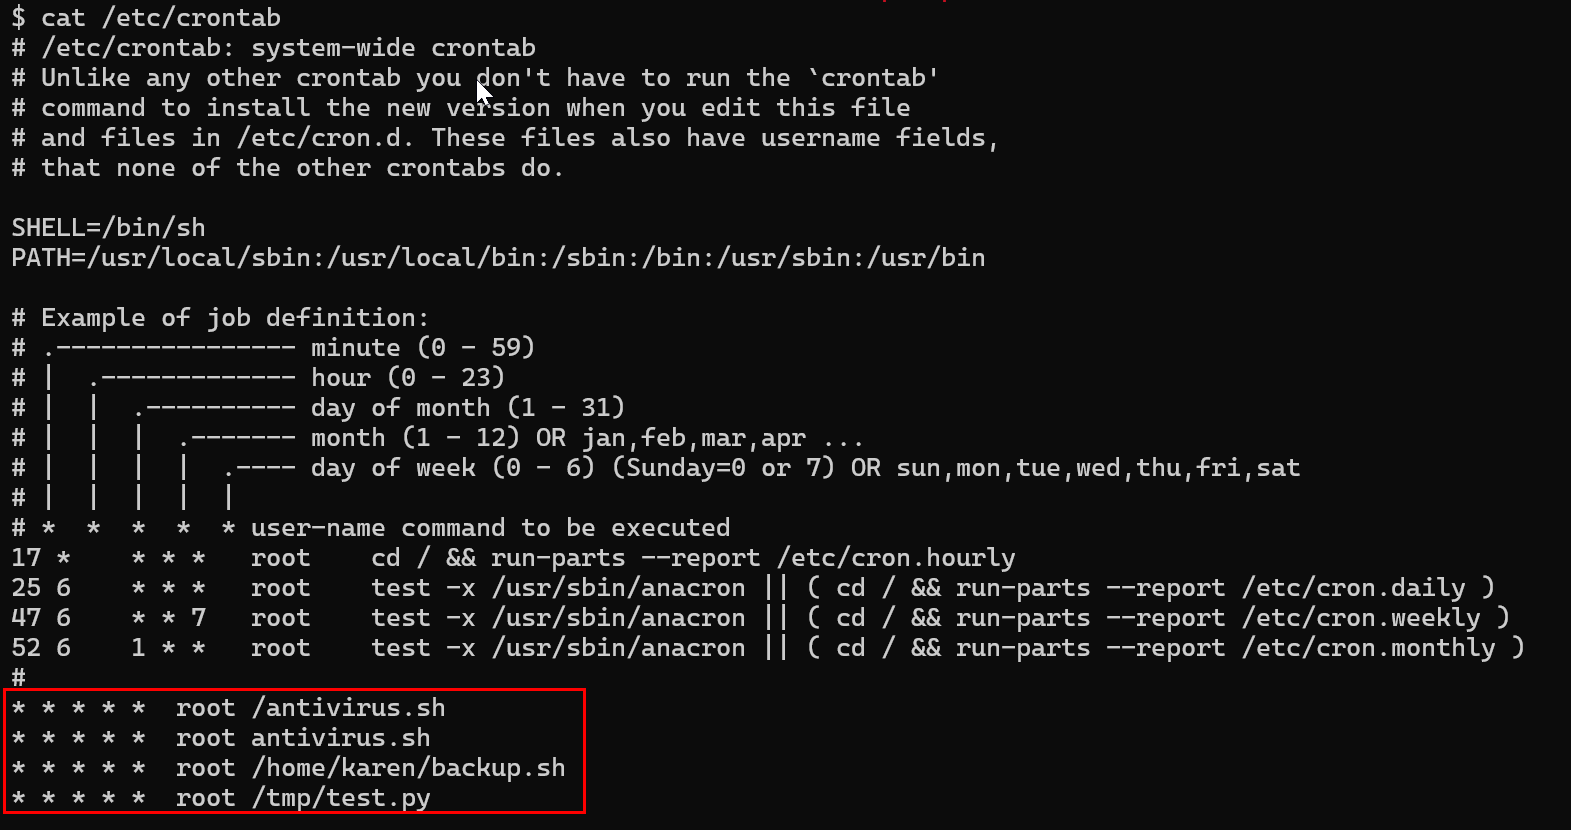 $ cat /etc/crontab
# /etc/crontab: system-wide crontab
# Unlike any other crontab you don't have to run the `crontab'
# command to install the new version when you edit this file
# and files in /etc/cron.d. These files also have username fields,
# that none of the other crontabs do.

SHELL=/bin/sh
PATH=/usr/local/sbin:/usr/local/bin:/sbin:/bin:/usr/sbin:/usr/bin

# Example of job definition:
# .---------------- minute (0 - 59)
# |  .------------- hour (0 - 23)
# |  |  .---------- day of month (1 - 31)
# |  |  |  .------- month (1 - 12) OR jan,feb,mar,apr ...
# |  |  |  |  .---- day of week (0 - 6) (Sunday=0 or 7) OR sun,mon,tue,wed,thu,fri,sat
# |  |  |  |  |
# *  *  *  *  * user-name command to be executed
17 *    * * *   root    cd / && run-parts --report /etc/cron.hourly
25 6    * * *   root    test -x /usr/sbin/anacron || ( cd / && run-parts --report /etc/cron.daily )
47 6    * * 7   root    test -x /usr/sbin/anacron || ( cd / && run-parts --report /etc/cron.weekly )
52 6    1 * *   root    test -x /usr/sbin/anacron || ( cd / && run-parts --report /etc/cron.monthly )
#
* * * * *  root /antivirus.sh
* * * * *  root antivirus.sh
* * * * *  root /home/karen/backup.sh
* * * * *  root /tmp/test.py